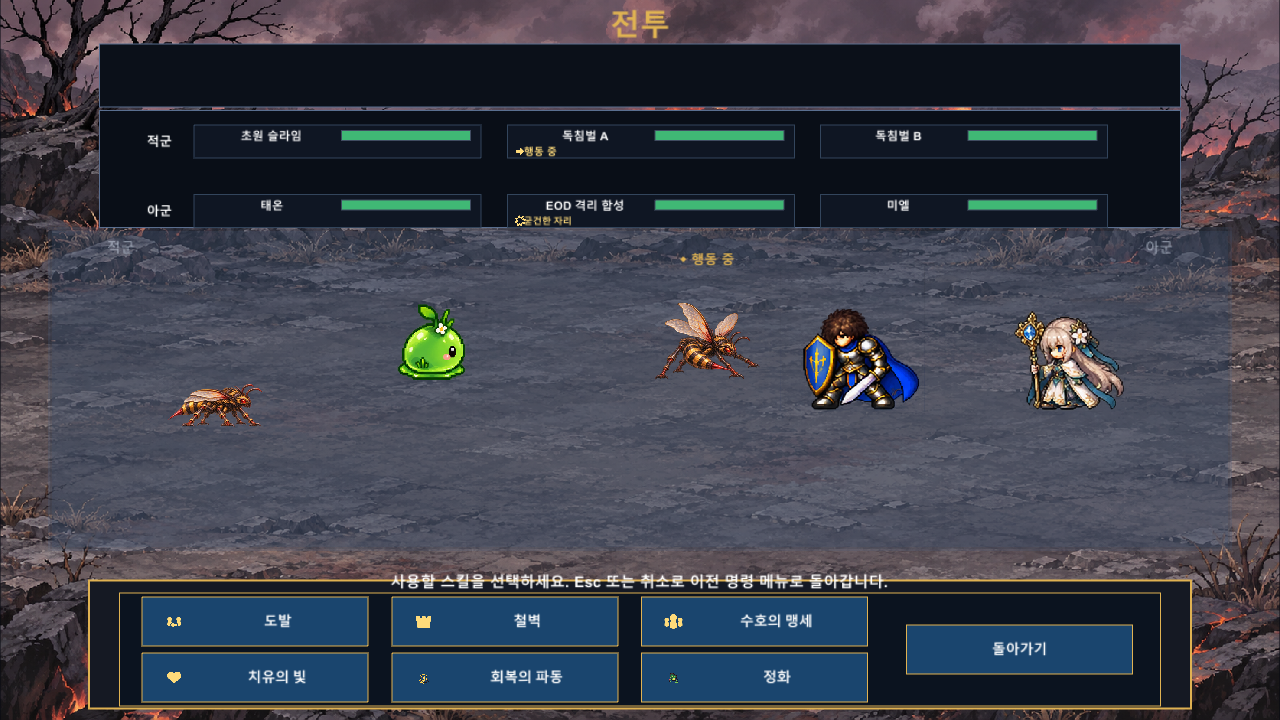 전투
적군
초원 슬라임
독침벌 A
행동 중
독침벌 B
아군
태온
EOD 격리 합성
굳건한 자리
미엘
적군
아군
행동 중
사용할 스킬을 선택하세요. Esc 또는 취소로 이전 명령 메뉴로 돌아갑니다.
도발
철벽
수호의 맹세
치유의 빛
회복의 파동
정화
돌아가기